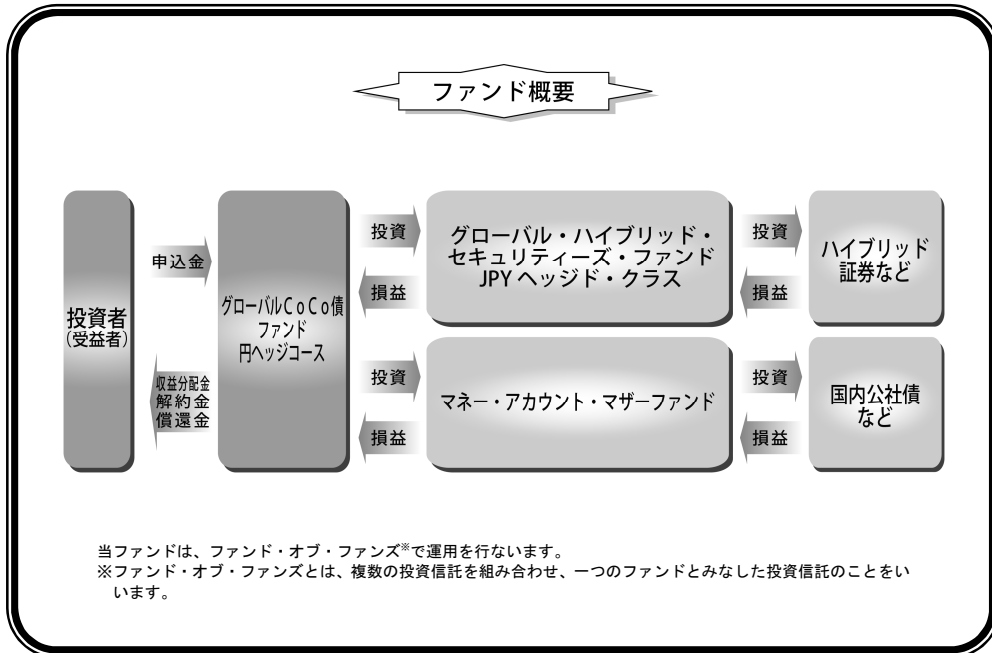 ファンド概要
投資者
(受益者)
申込金
収益分配金
解約金
償還金
グローバルCoCo債
ファンド
円ヘッジコース
投資
損益
投資
損益
グローバル・ハイブリッド・
セキュリティーズ・ファンド
JPYヘッジド・クラス
マネー・アカウント・マザーファンド
投資
損益
投資
損益
ハイブリッド
証券など
国内公社債
など
当ファンドは、ファンド・オブ・ファンズ※で運用を行ないます。
※ファンド・オブ・ファンズとは、複数の投資信託を組み合わせ、一つのファンドとみなした投資信託のことをい
います。